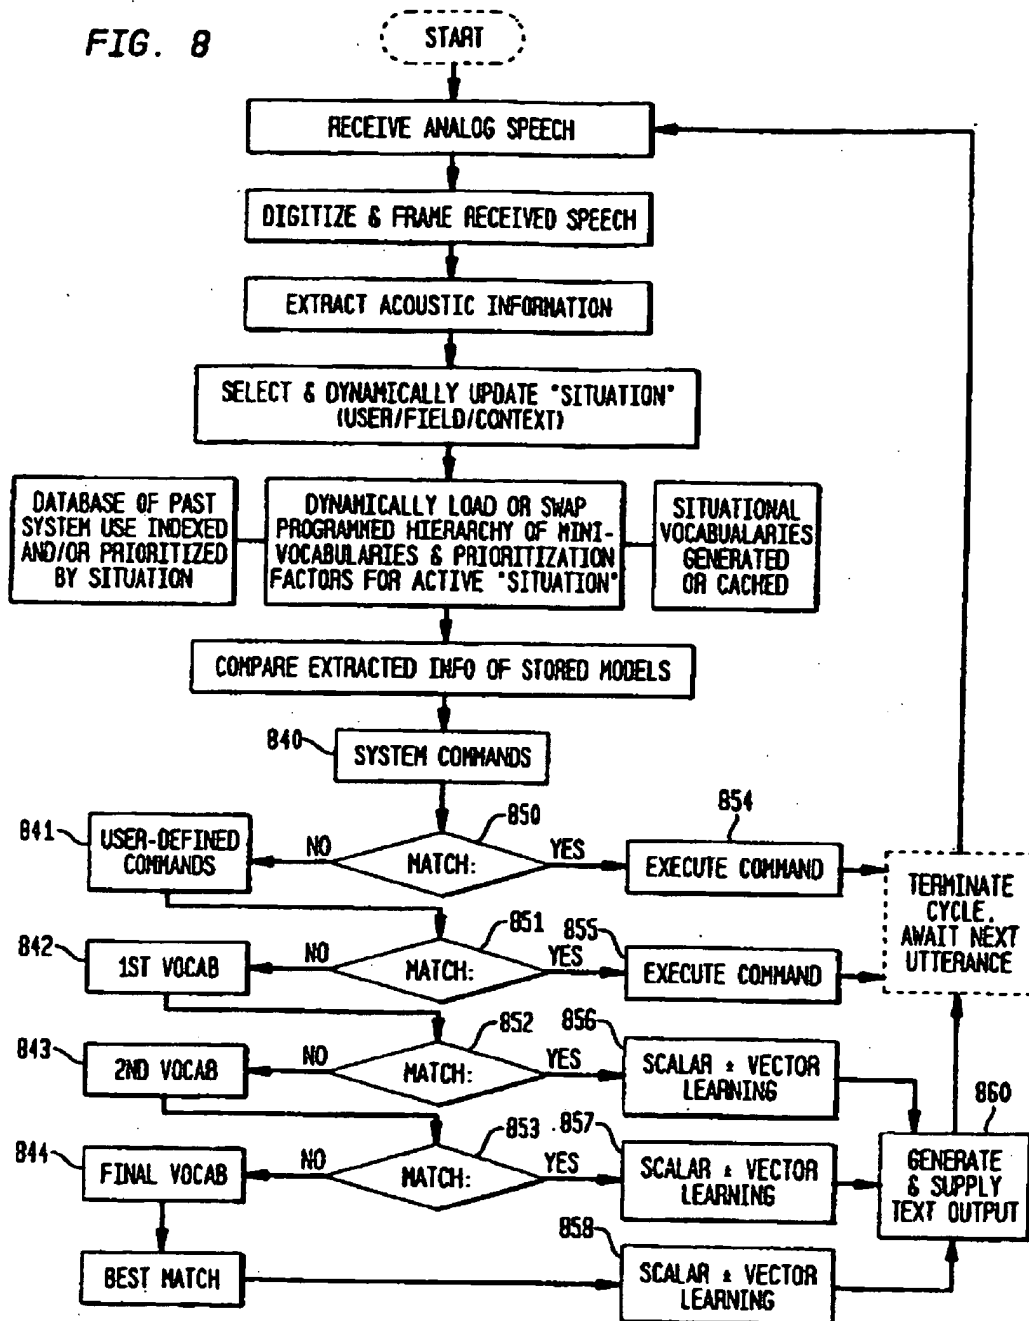 FIG. 8
START
RECEIVE ANALOG SPEECH
DIGITIZE & FRAME RECEIVED SPEECH
EXTRACT ACOUSTIC INFORMATION
SELECT & DYNAMICALLY UPDATE "SITUATION"
(USER/FIELD/CONTEXT)
DATABASE OF PAST
SYSTEM USE INDEXED
AND/OR PRIORITIZED
BY SITUATION
DYNAMICALLY LOAD OR SWAP
PROGRAMMED HIERARCHY OF MINI-
VOCABULARIES & PRIORITIZATION
FACTORS FOR ACTIVE "SITUATION"
SITUATIONAL
VOCABUALARIES
GENERATED
OR CACHED
COMPARE EXTRACTED INFO OF STORED MODELS
840
SYSTEM COMMANDS
841
USER-DEFINED
COMMANDS
NO
MATCH:
850
YES
854
EXECUTE COMMAND
TERMINATE
CYCLE.
AWAIT NEXT
UTTERANCE
842
1ST VOCAB
NO
MATCH:
851
YES
855
EXECUTE COMMAND
843
2ND VOCAB
NO
MATCH:
852
YES
856
SCALAR & VECTOR
LEARNING
844
FINAL VOCAB
NO
MATCH:
853
YES
857
SCALAR & VECTOR
LEARNING
860
GENERATE
& SUPPLY
TEXT OUTPUT
BEST MATCH
858
SCALAR & VECTOR
LEARNING